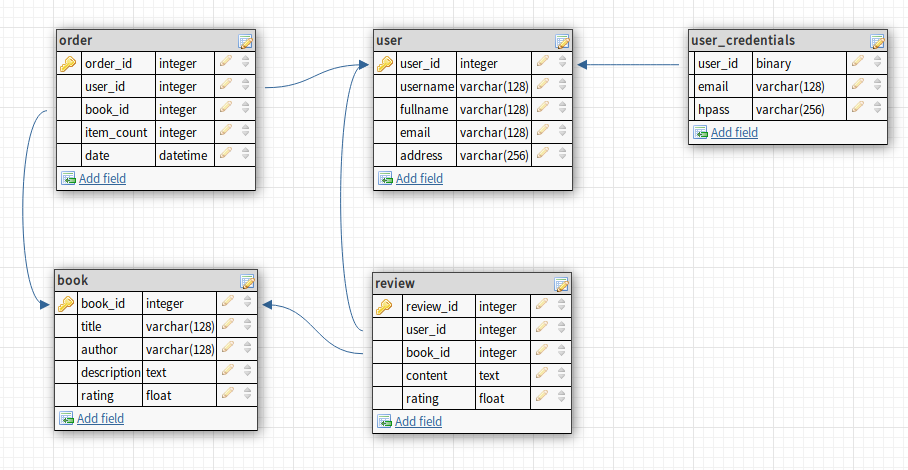 order
order_id integer
user_id integer
book_id integer
item_count integer
date datetime
Add field
user
user_id integer
username varchar(128)
fullname varchar(128)
email varchar(128)
address varchar(256)
Add field
user_credentials
user_id binary
email varchar(128)
hpass varchar(256)
Add field
book
book_id integer
title varchar(128)
author varchar(128)
description text
rating float
Add field
review
review_id integer
user_id integer
book_id integer
content text
rating float
Add field